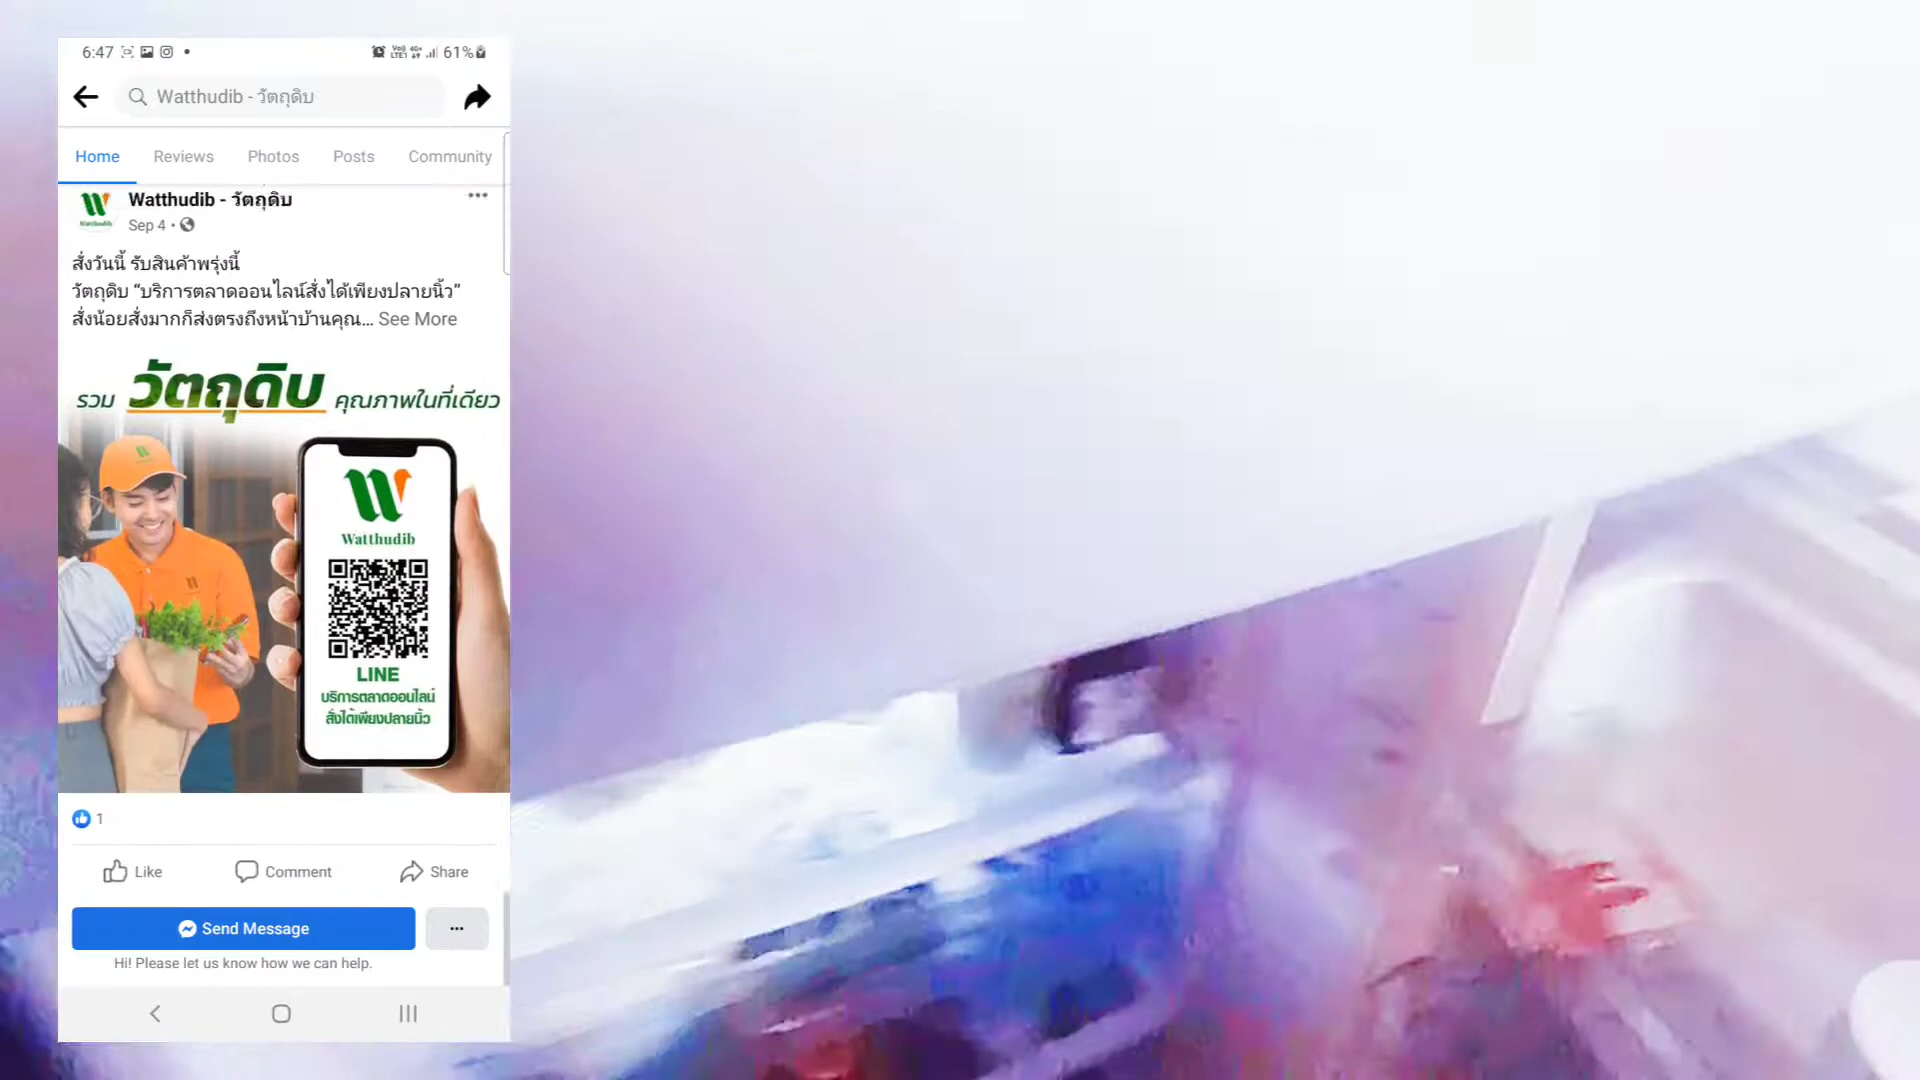 6:47
Vo)) LTE1 4G+ 61%
Watthudib - วัตถุดิบ
Home Reviews Photos Posts Community
Watthudib - วัตถุดิบ
Watthudib
Sep 4
สั่งวันนี้ รับสินค้าพรุ่งนี้
วัตถุดิบ “บริการตลาดออนไลน์สั่งได้เพียงปลายนิ้ว”
สั่งน้อยสั่งมากก็ส่งตรงถึงหน้าบ้านคุณ... See More
รวม วัตถุดิบ คุณภาพในที่เดียว
Watthudib
LINE
บริการตลาดออนไลน์
สั่งได้เพียงปลายนิ้ว
1
Like Comment Share
Send Message
Hi! Please let us know how we can help.